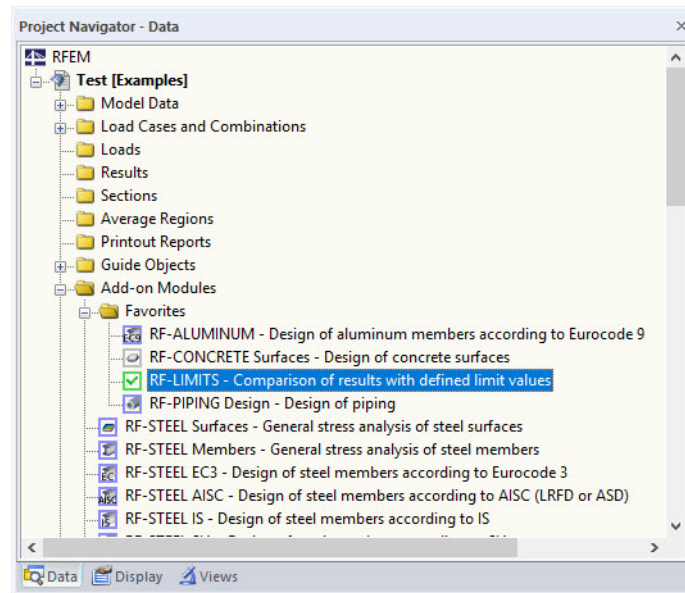 Project Navigator - Data
RFEM
Test [Examples]
Model Data
Load Cases and Combinations
Loads
Results
Sections
Average Regions
Printout Reports
Guide Objects
Add-on Modules
Favorites
RF-ALUMINUM - Design of aluminum members according to Eurocode 9
RF-CONCRETE Surfaces - Design of concrete surfaces
RF-LIMITS - Comparison of results with defined limit values
RF-PIPING Design - Design of piping
RF-STEEL Surfaces - General stress analysis of steel surfaces
RF-STEEL Members - General stress analysis of steel members
RF-STEEL EC3 - Design of steel members according to Eurocode 3
RF-STEEL AISC - Design of steel members according to AISC (LRFD or ASD)
RF-STEEL IS - Design of steel members according to IS
Data Display Views